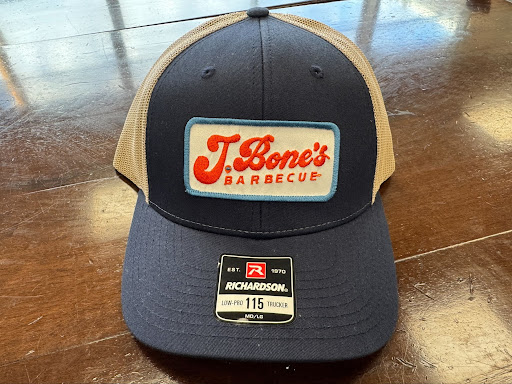 J. Bone's
BARBECUE
EST. R 1970
RICHARDSON®
LOW-PRO 115 TRUCKER
MD/LG